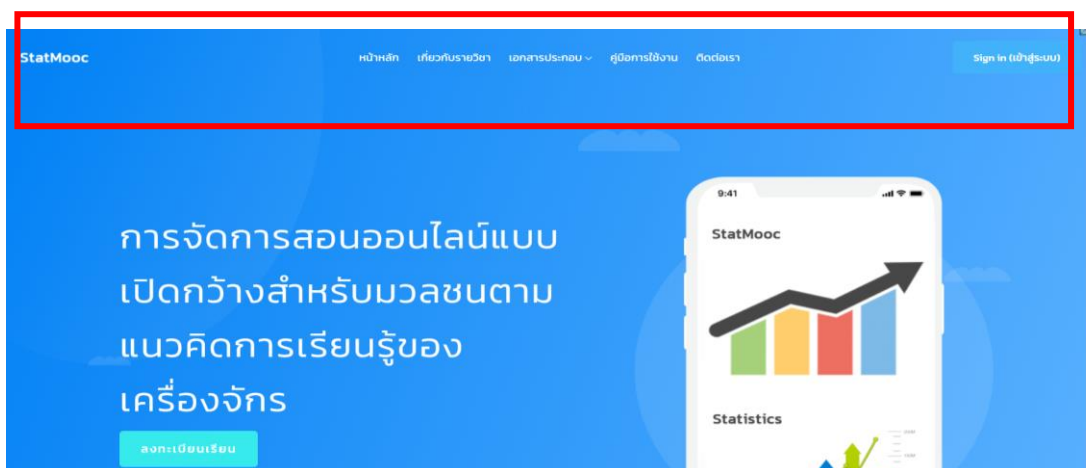 StatMooc
หน้าหลัก เกี่ยวกับรายวิชา เอกสารประกอบ คู่มือการใช้งาน ติดต่อเรา
Sign in (เข้าสู่ระบบ)
การจัดการสอนออนไลน์แบบ
เปิดกว้างสำหรับมวลชนตาม
แนวคิดการเรียนรู้ของ
เครื่องจักร
ลงทะเบียนเรียน
9:41
StatMooc
Statistics